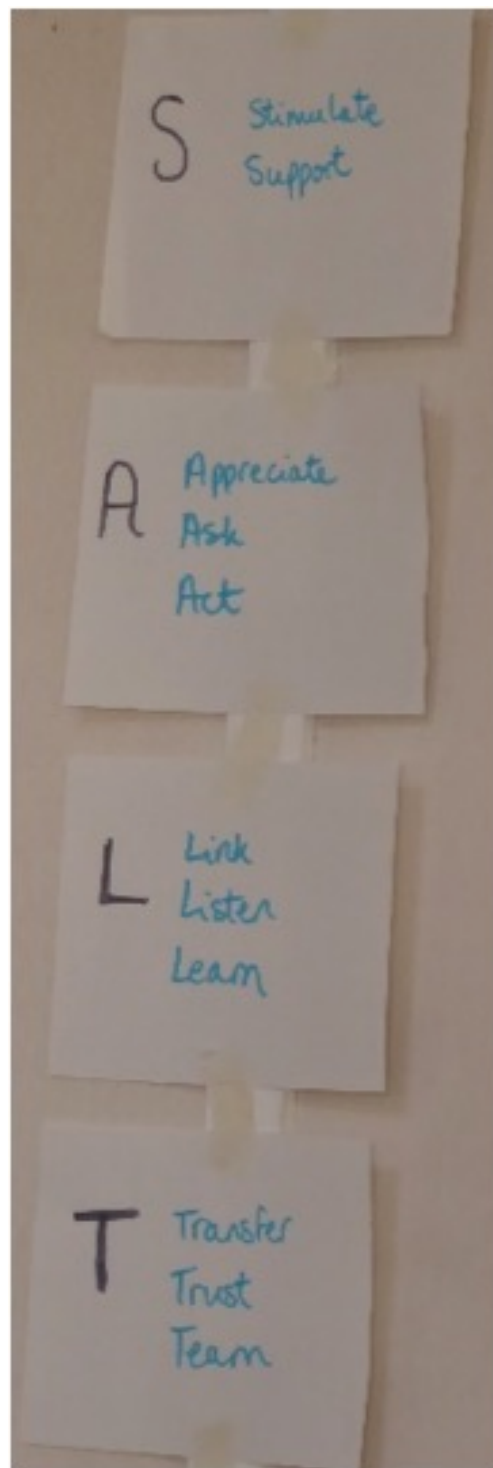 S Stimulate
Support
A Appreciate
Ask
Act
L Link
Listen
Learn
T Transfer
Trust
Team